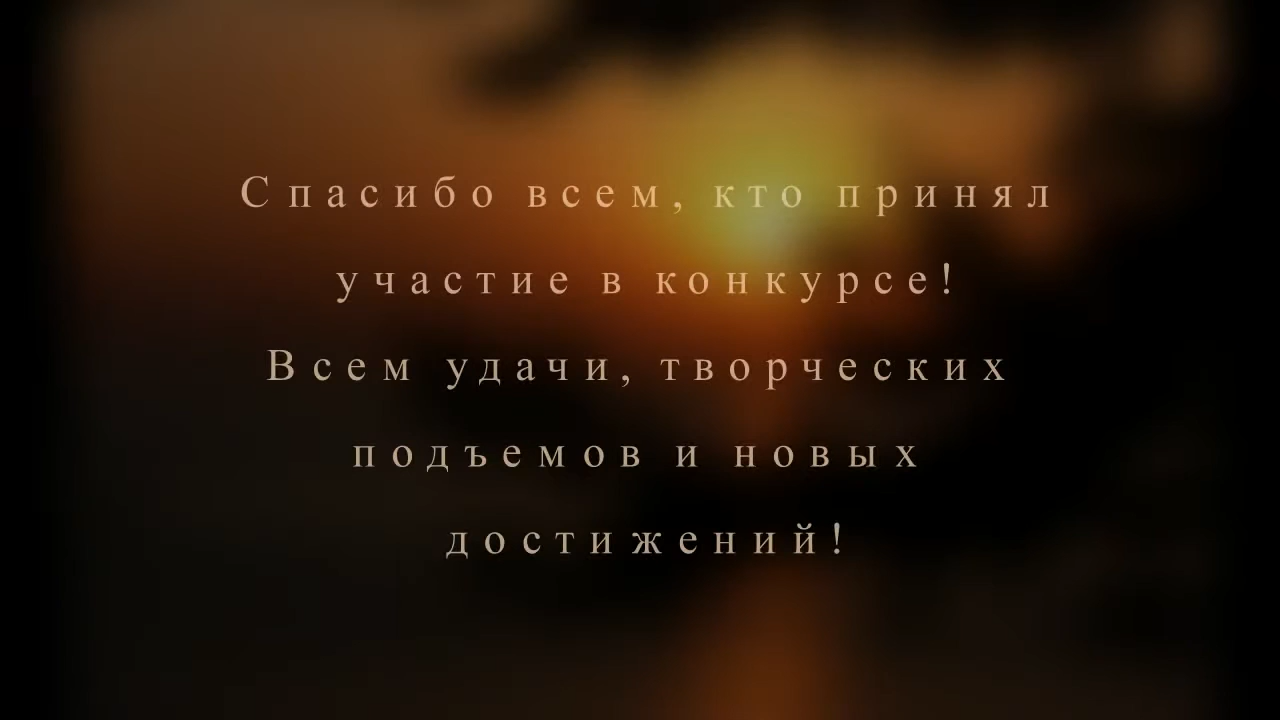 Спасибо всем, кто принял
участие в конкурсе!
Всем удачи, творческих
подъемов и новых
достижений!